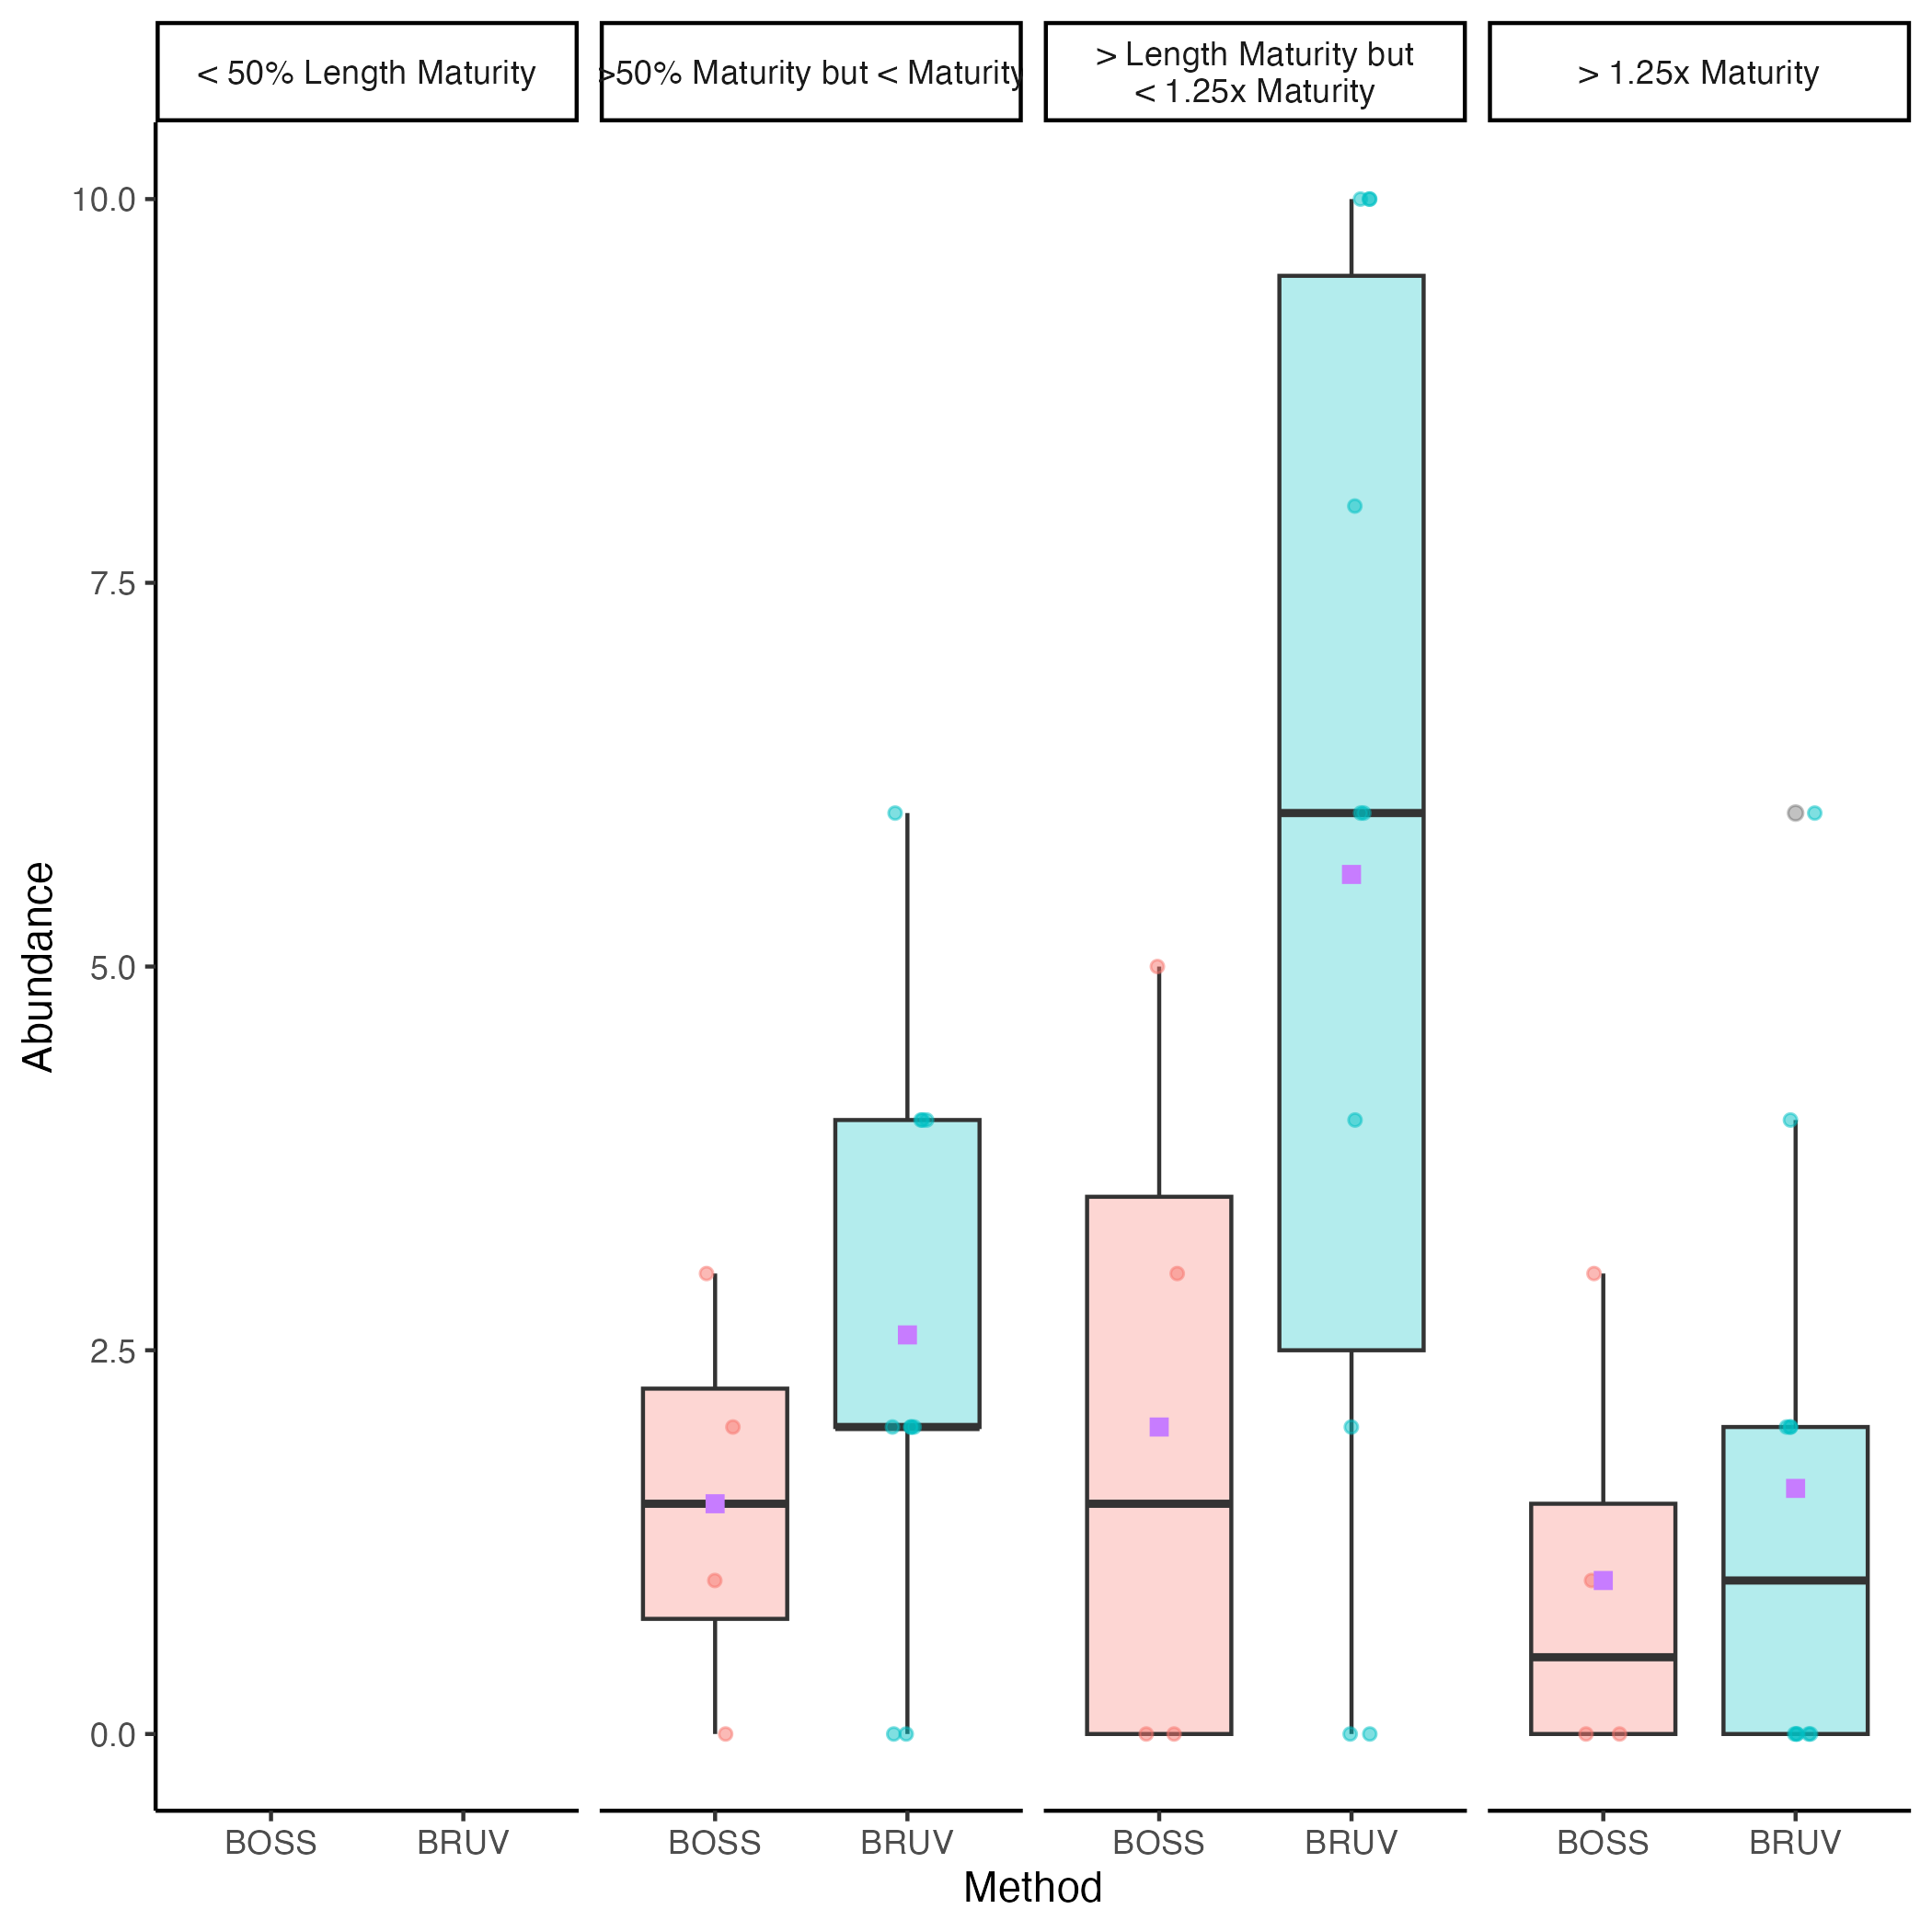 < 50% Length Maturity
>50% Maturity but < Maturity
> Length Maturity but
< 1.25x Maturity
> 1.25x Maturity
10.0
7.5
5.0
2.5
0.0
Abundance
BOSS
BRUV
BOSS
BRUV
BOSS
BRUV
BOSS
BRUV
Method